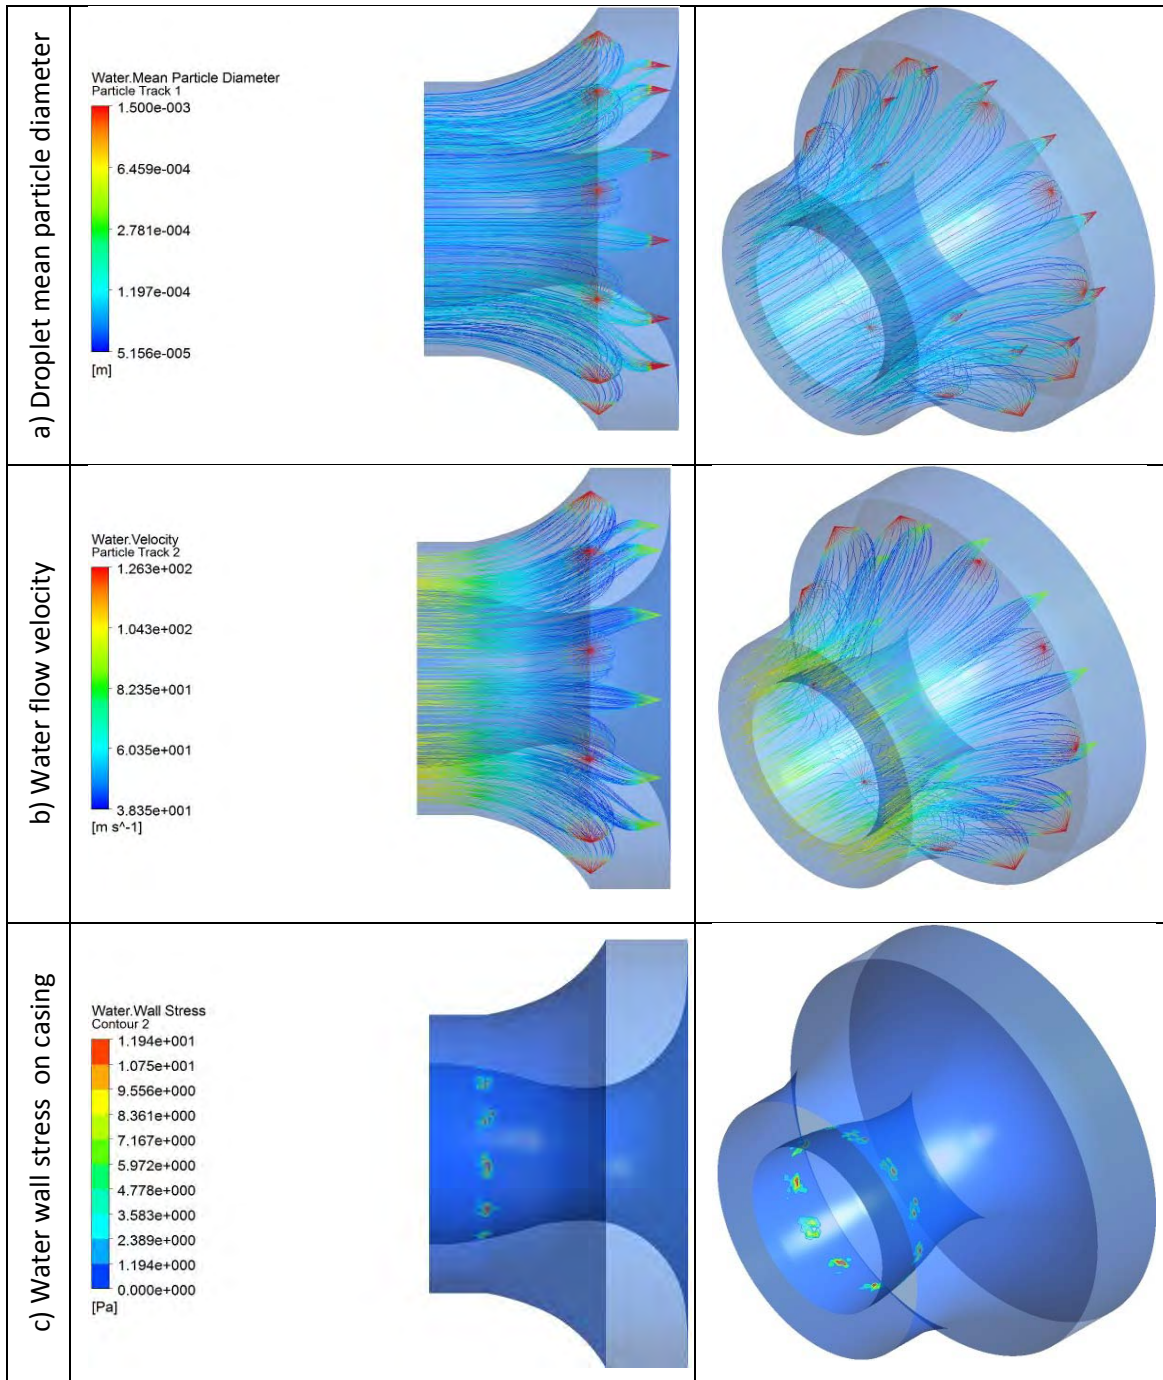 a) Droplet mean particle diameter
Water.Mean Particle Diameter
Particle Track 1
1.500e-003
6.459e-004
2.781e-004
1.197e-004
5.156e-005
[m]
b) Water flow velocity
Water.Velocity
Particle Track 2
1.263e+002
1.043e+002
8.235e+001
6.035e+001
3.835e+001
[m s^-1]
c) Water wall stress on casing
Water.Wall Stress
Contour 2
1.194e+001
1.075e+001
9.556e+000
8.361e+000
7.167e+000
5.972e+000
4.778e+000
3.583e+000
2.389e+000
1.194e+000
0.000e+000
[Pa]